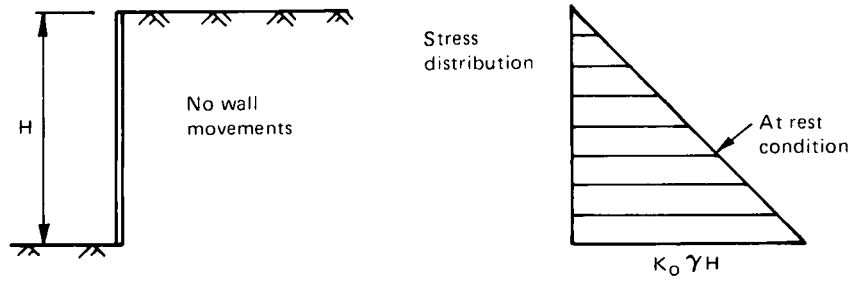 H
No wall
movements
Stress
distribution
At rest
condition
K₀ γH